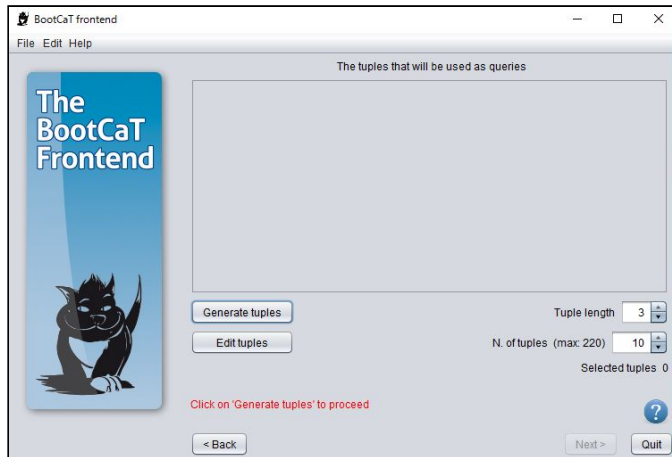 BootCaT frontend
File Edit Help
The tuples that will be used as queries
The
BootCaT
Frontend
Generate tuples
Tuple length 3
Edit tuples
N. of tuples (max: 220) 10
Selected tuples 0
Click on 'Generate tuples' to proceed
?
< Back
Next >
Quit